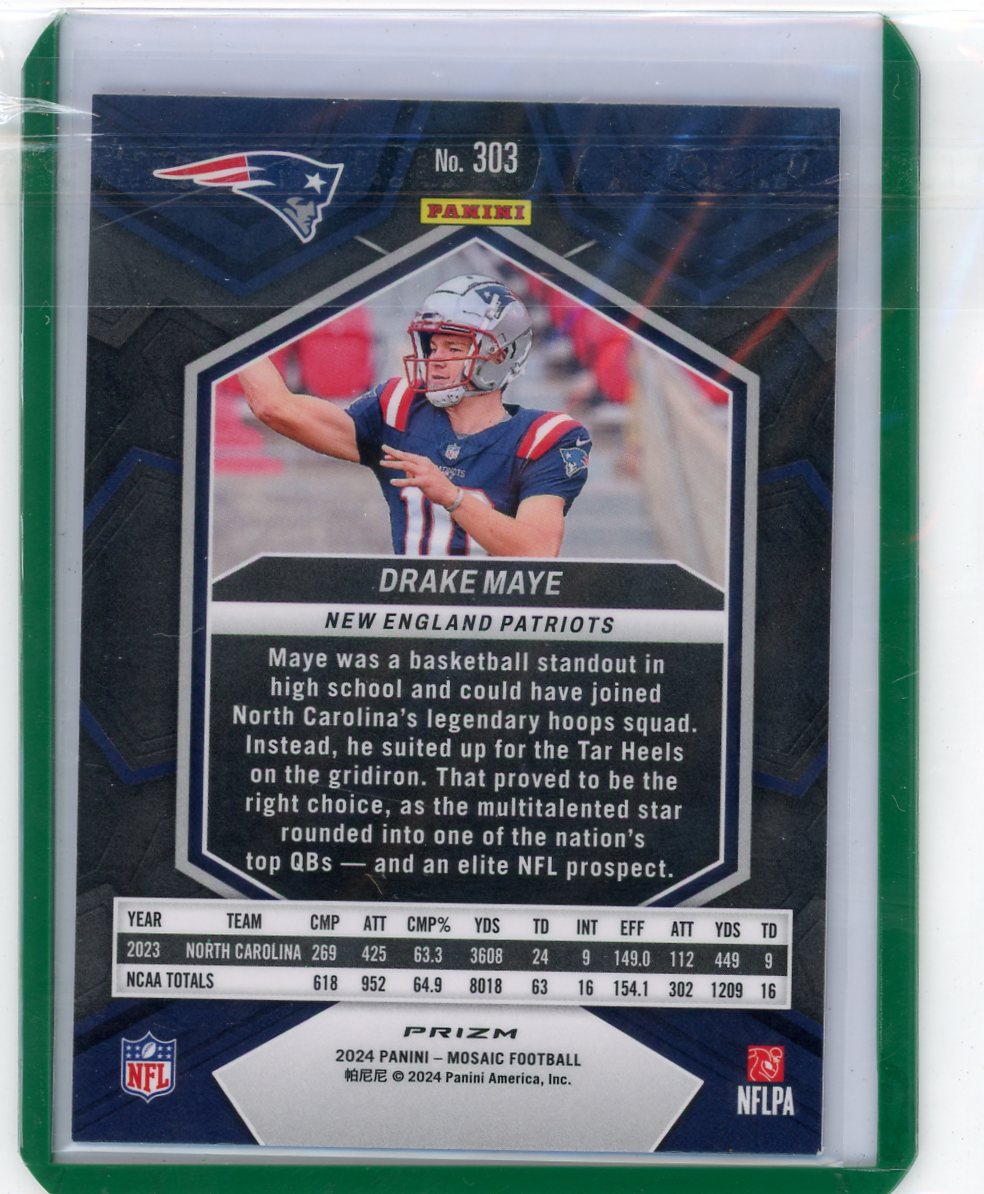 No. 303
PANINI
PATRIOTS
10
DRAKE MAYE
NEW ENGLAND PATRIOTS
Maye was a basketball standout in
high school and could have joined
North Carolina's legendary hoops squad.
Instead, he suited up for the Tar Heels
on the gridiron. That proved to be the
right choice, as the multitalented star
rounded into one of the nation's
top QBs — and an elite NFL prospect.
YEAR TEAM CMP ATT CMP% YDS TD INT EFF ATT YDS TD
2023 NORTH CAROLINA 269 425 63.3 3608 24 9 149.0 112 449 9
NCAA TOTALS 618 952 64.9 8018 63 16 154.1 302 1209 16
PRIZM
2024 PANINI – MOSAIC FOOTBALL
帕尼尼 © 2024 Panini America, Inc.
NFL
NFLPA